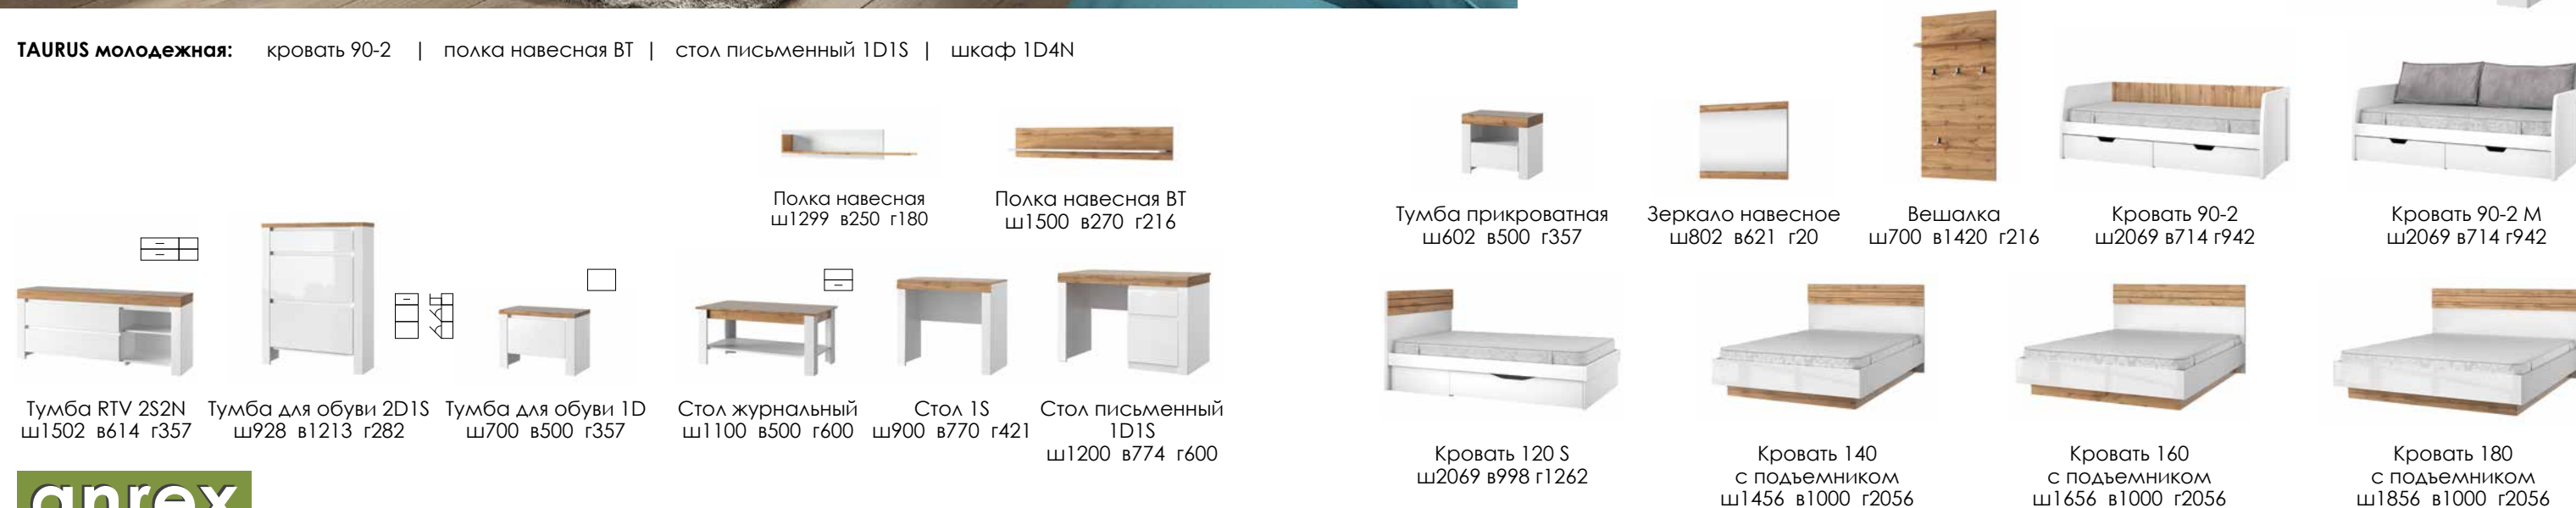 TAURUS молодежная: кровать 90-2 | полка навесная ВТ | стол письменный 1D1S | шкаф 1D4N
Полка навесная
ш1299 в250 г180
Полка навесная ВТ
ш1500 в270 г216
Тумба прикроватная
ш602 в500 г357
Зеркало навесное
ш802 в621 г20
Вешалка
ш700 в1420 г216
Кровать 90-2
ш2069 в714 г942
Кровать 90-2 М
ш2069 в714 г942
Тумба RTV 2S2N
ш1502 в614 г357
Тумба для обуви 2D1S
ш928 в1213 г282
Тумба для обуви 1D
ш700 в500 г357
Стол журнальный
ш1100 в500 г600
Стол 1S
ш900 в770 г421
Стол письменный
1D1S
ш1200 в774 г600
Кровать 120 S
ш2069 в998 г1262
Кровать 140
с подъемником
ш1456 в1000 г2056
Кровать 160
с подъемником
ш1656 в1000 г2056
Кровать 180
с подъемником
ш1856 в1000 г2056
anrex